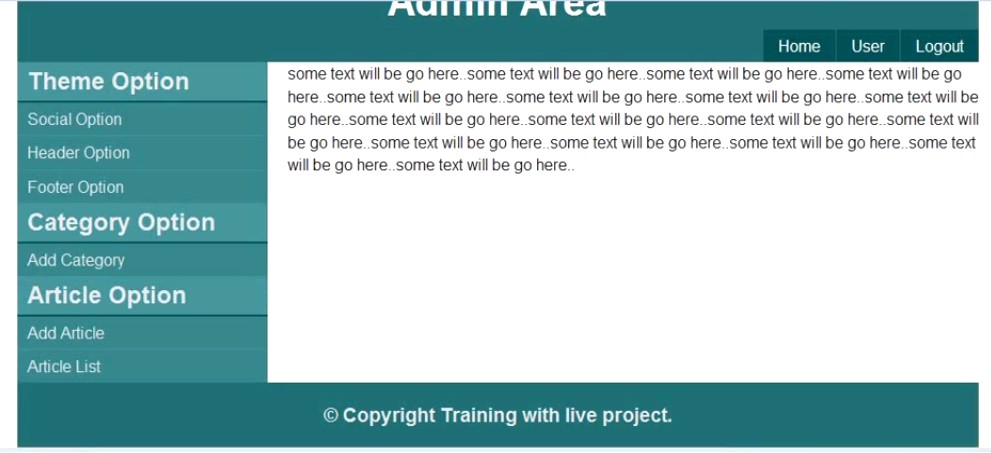 Admin Area
Home User Logout
Theme Option
Social Option
Header Option
Footer Option
Category Option
Add Category
Article Option
Add Article
Article List
some text will be go here..some text will be go here..some text will be go here..some text will be go
here..some text will be go here..some text will be go here..some text will be go here..some text will be
go here..some text will be go here..some text will be go here..some text will be go here..some text will
be go here..some text will be go here..some text will be go here..some text will be go here..some text
will be go here..some text will be go here..
© Copyright Training with live project.